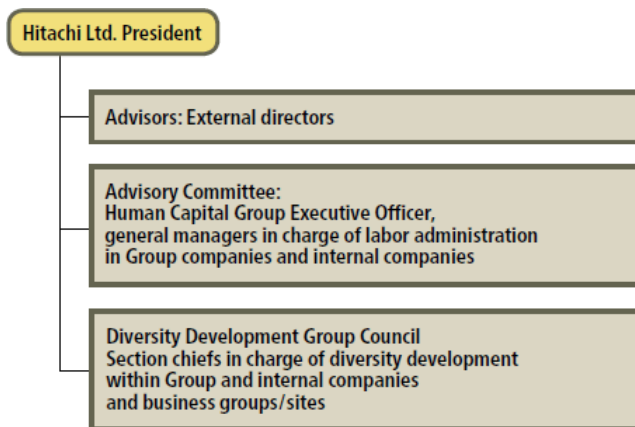 Hitachi Ltd. President
Advisors: External directors
Advisory Committee:
Human Capital Group Executive Officer,
general managers in charge of labor administration
in Group companies and internal companies
Diversity Development Group Council
Section chiefs in charge of diversity development
within Group and internal companies
and business groups/sites